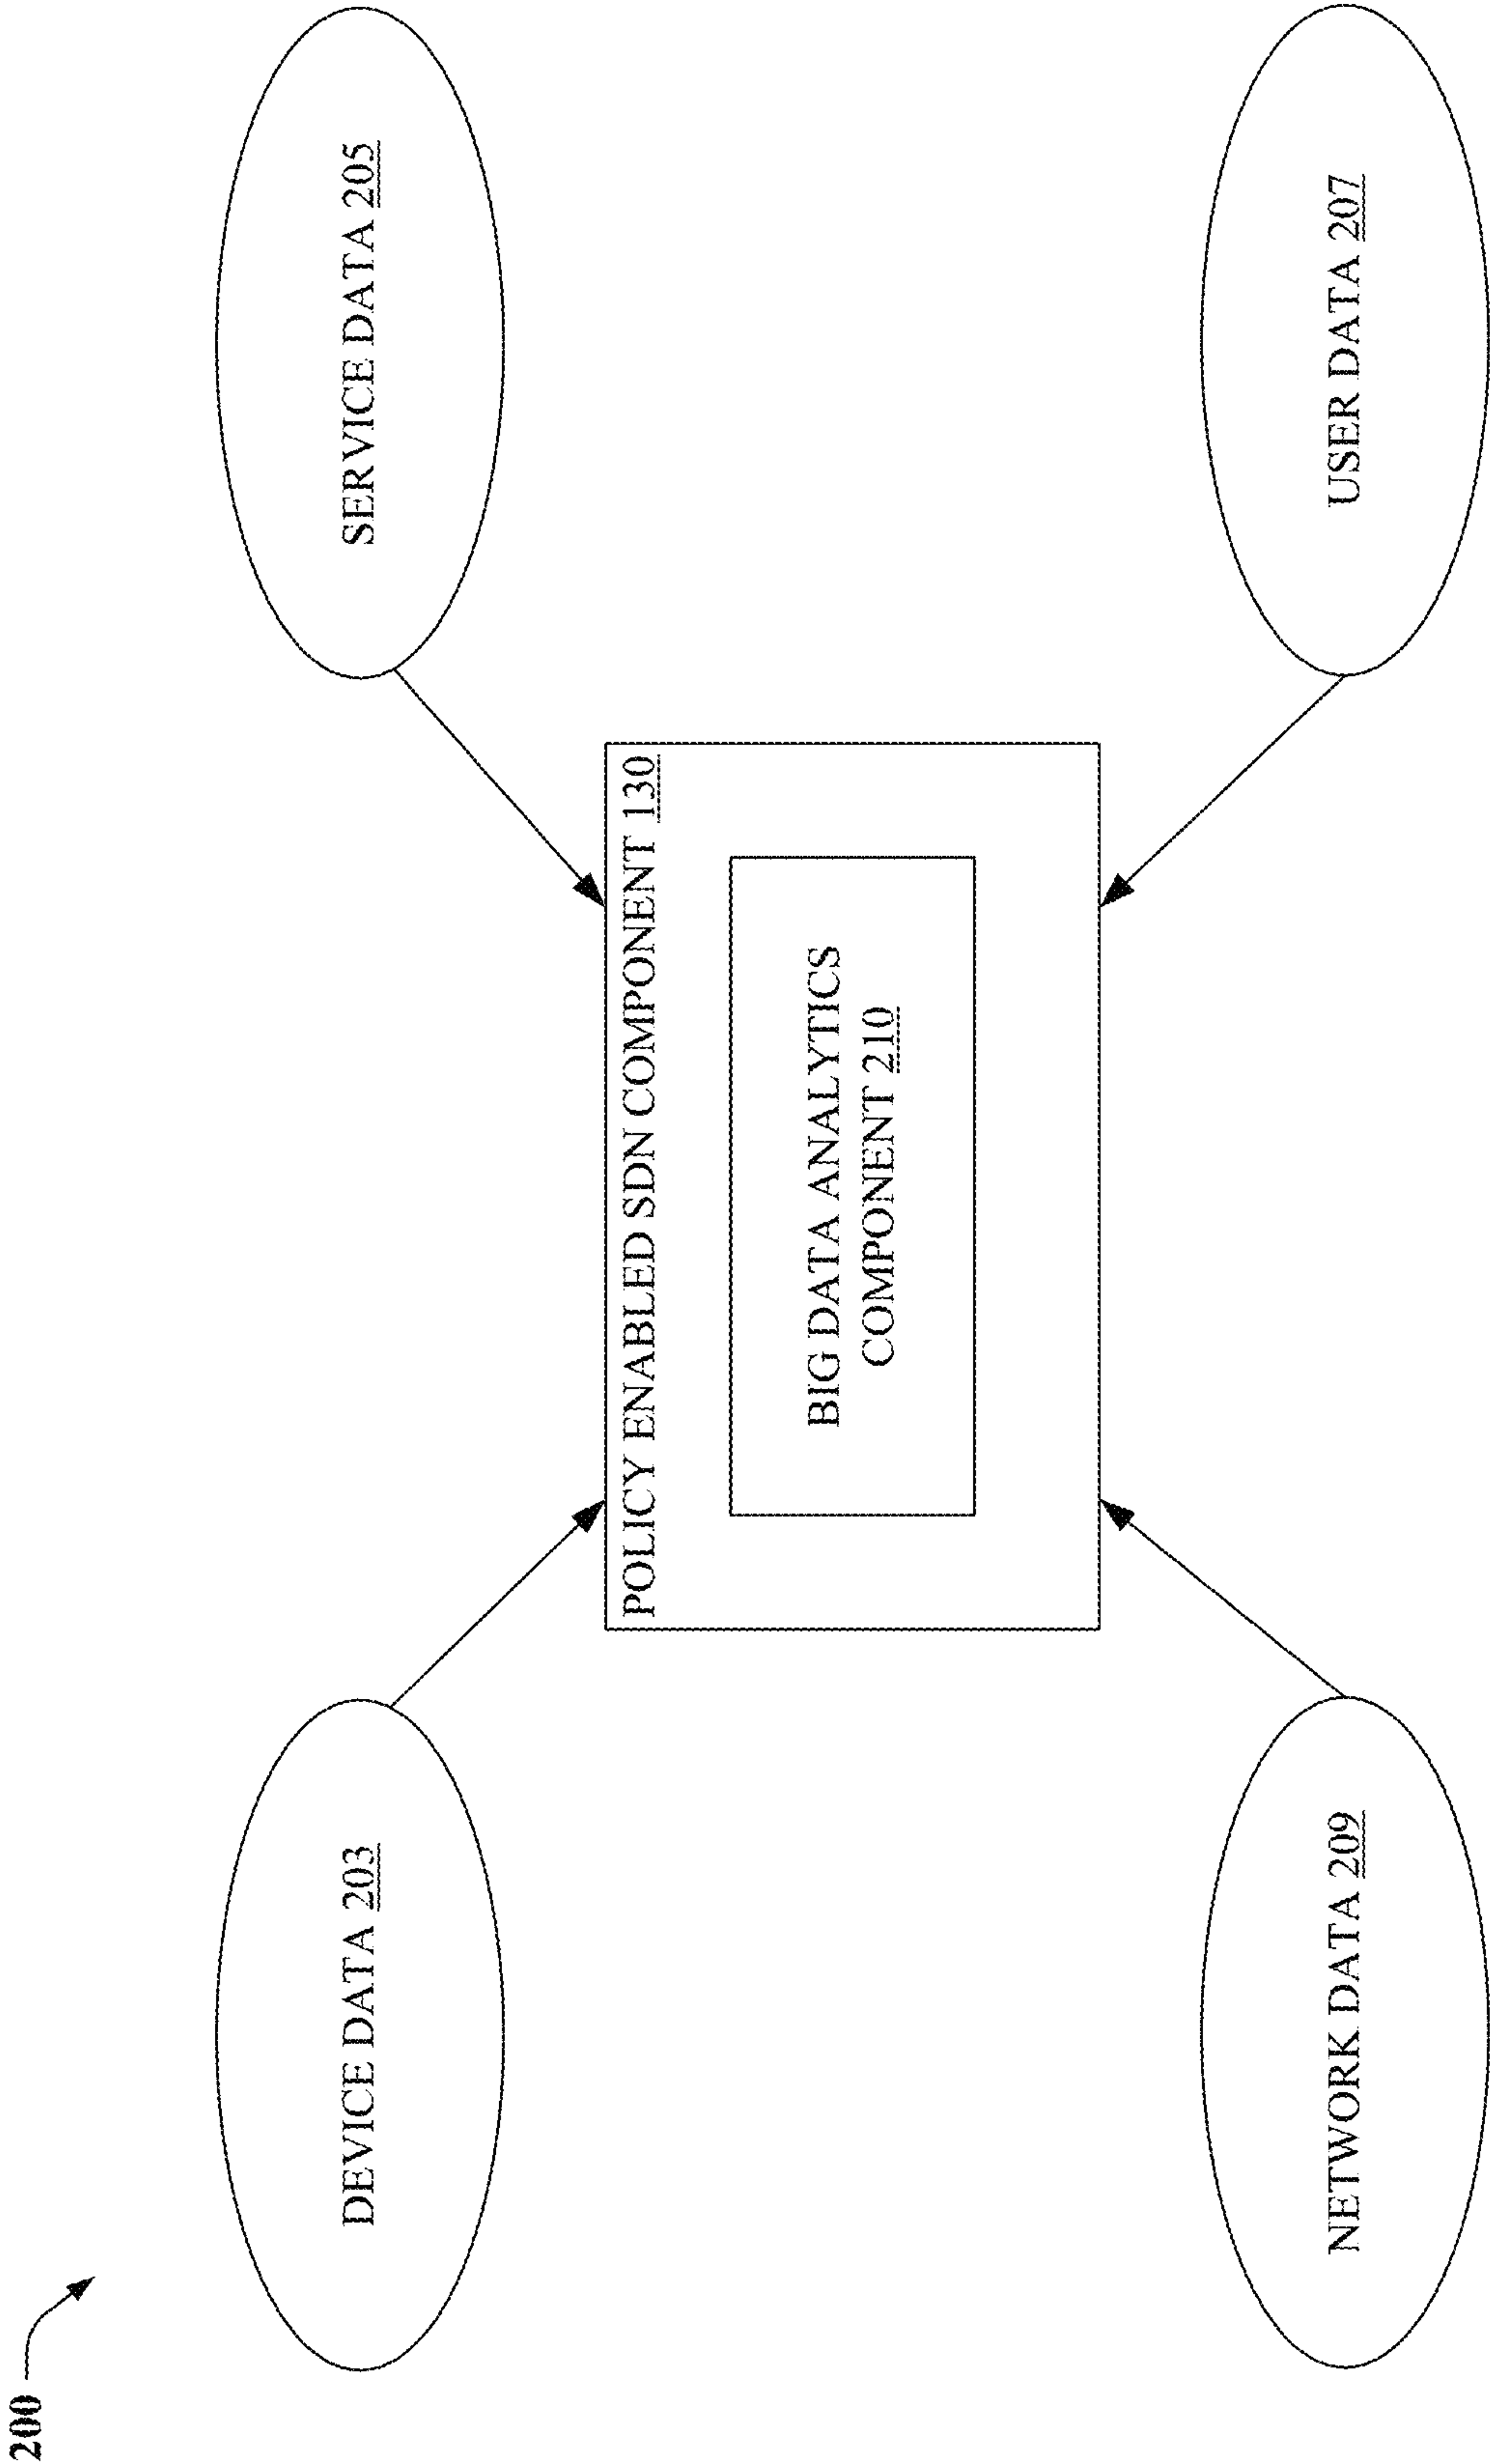 200
DEVICE DATA 203
SERVICE DATA 205
POLICY ENABLED SDN COMPONENT 130
BIG DATA ANALYTICS
COMPONENT 210
NETWORK DATA 209
USER DATA 207